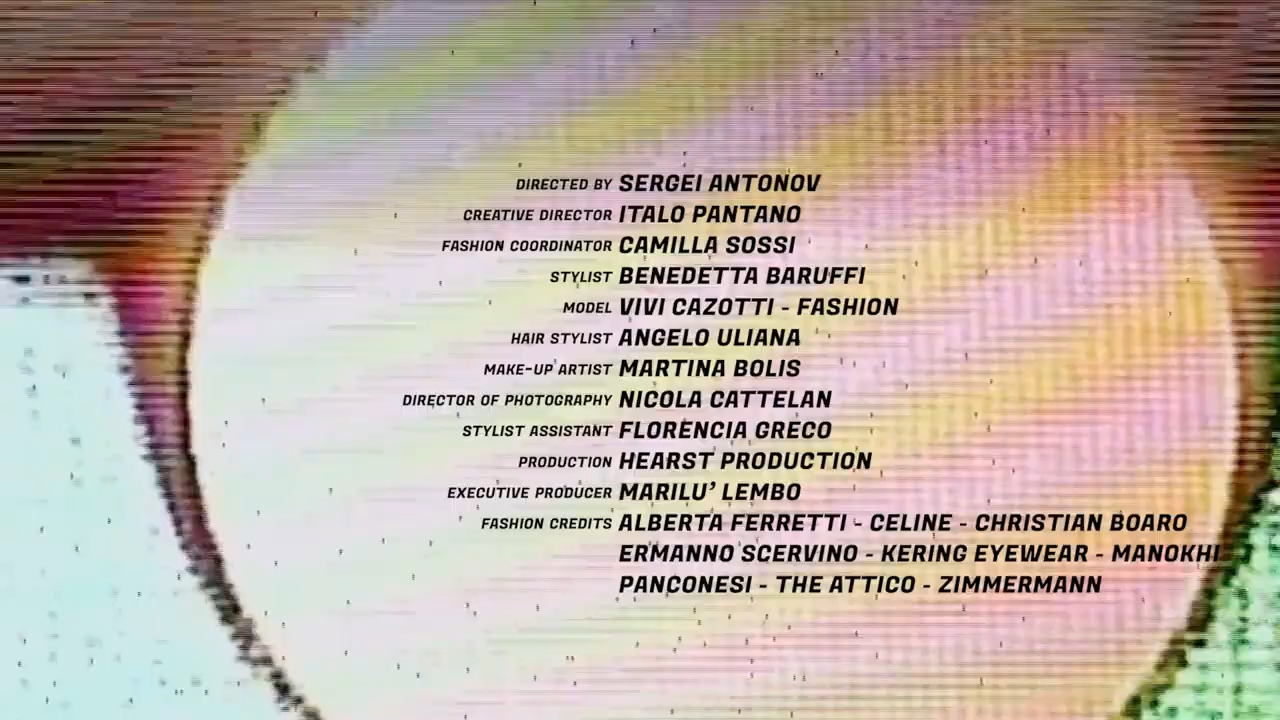 DIRECTED BY SERGEI ANTONOV
CREATIVE DIRECTOR ITALO PANTANO
FASHION COORDINATOR CAMILLA SOSSI
STYLIST BENEDETTA BARUFFI
MODEL VIVI CAZOTTI - FASHION
HAIR STYLIST ANGELO ULIANA
MAKE-UP ARTIST MARTINA BOLIS
DIRECTOR OF PHOTOGRAPHY NICOLA CATTELAN
STYLIST ASSISTANT FLORENCIA GRECO
PRODUCTION HEARST PRODUCTION
EXECUTIVE PRODUCER MARILU' LEMBO
FASHION CREDITS ALBERTA FERRETTI - CELINE - CHRISTIAN BOARO
ERMANNO SCERVINO - KERING EYEWEAR - MANOKHI
PANCONESI - THE ATTICO - ZIMMERMANN